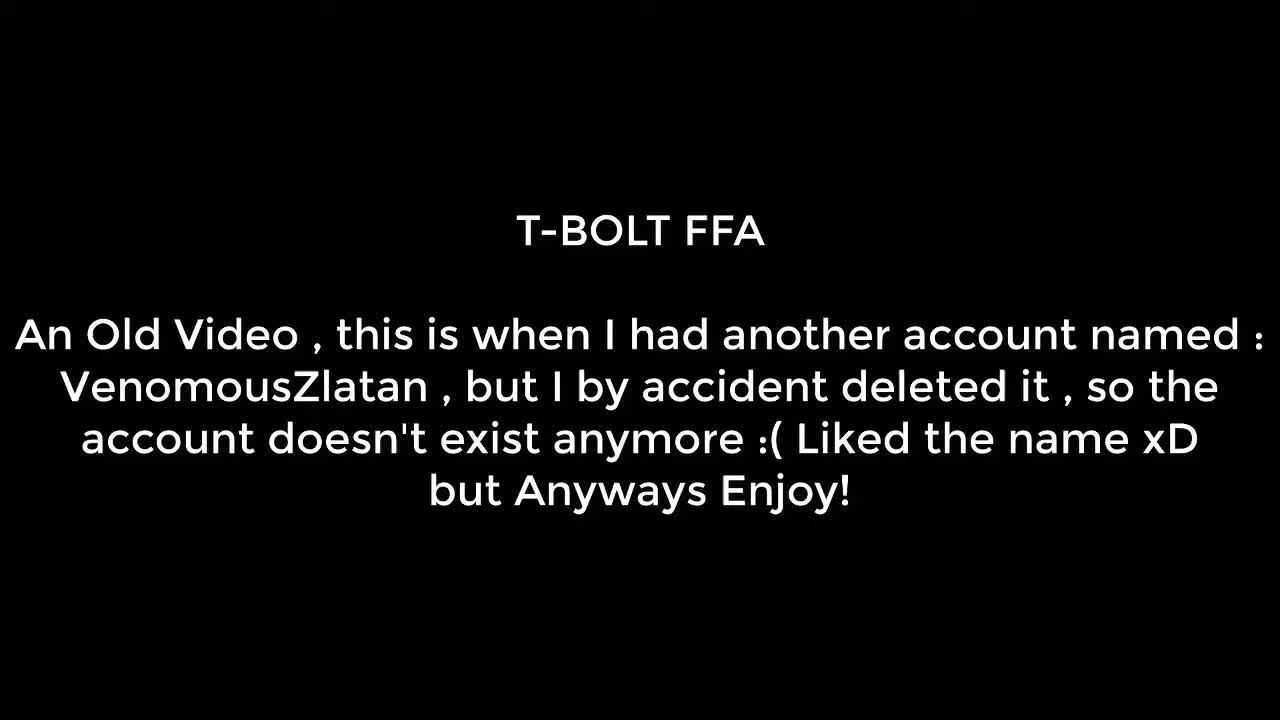 T-BOLT FFA
An Old Video , this is when I had another account named :
VenomousZlatan , but I by accident deleted it , so the
account doesn't exist anymore :( Liked the name xD
but Anyways Enjoy!